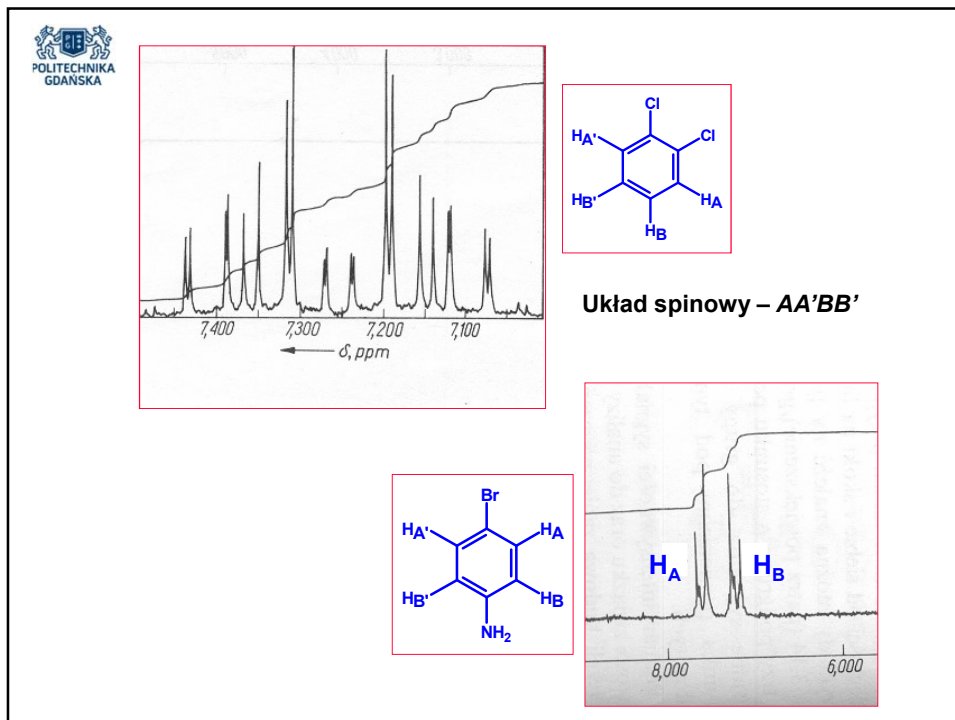 POLITECHNIKA
GDAŃSKA
7,400
7,300
7,200
7,100
δ, ppm
Cl
Cl
HA'
HB'
HA
HB
Układ spinowy – AA'BB'
Br
HA'
HA
HB'
HB
NH2
HA
HB
8,000
6,000